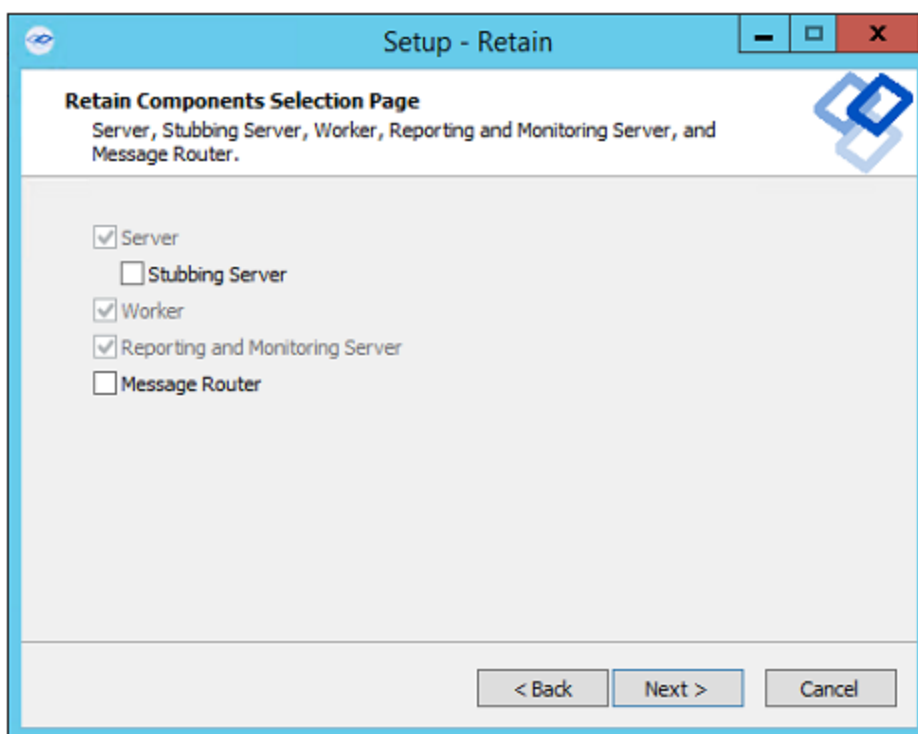 Setup - Retain
Retain Components Selection Page
Server, Stubbing Server, Worker, Reporting and Monitoring Server, and
Message Router.
Server
Stubbing Server
Worker
Reporting and Monitoring Server
Message Router
< Back
Next >
Cancel